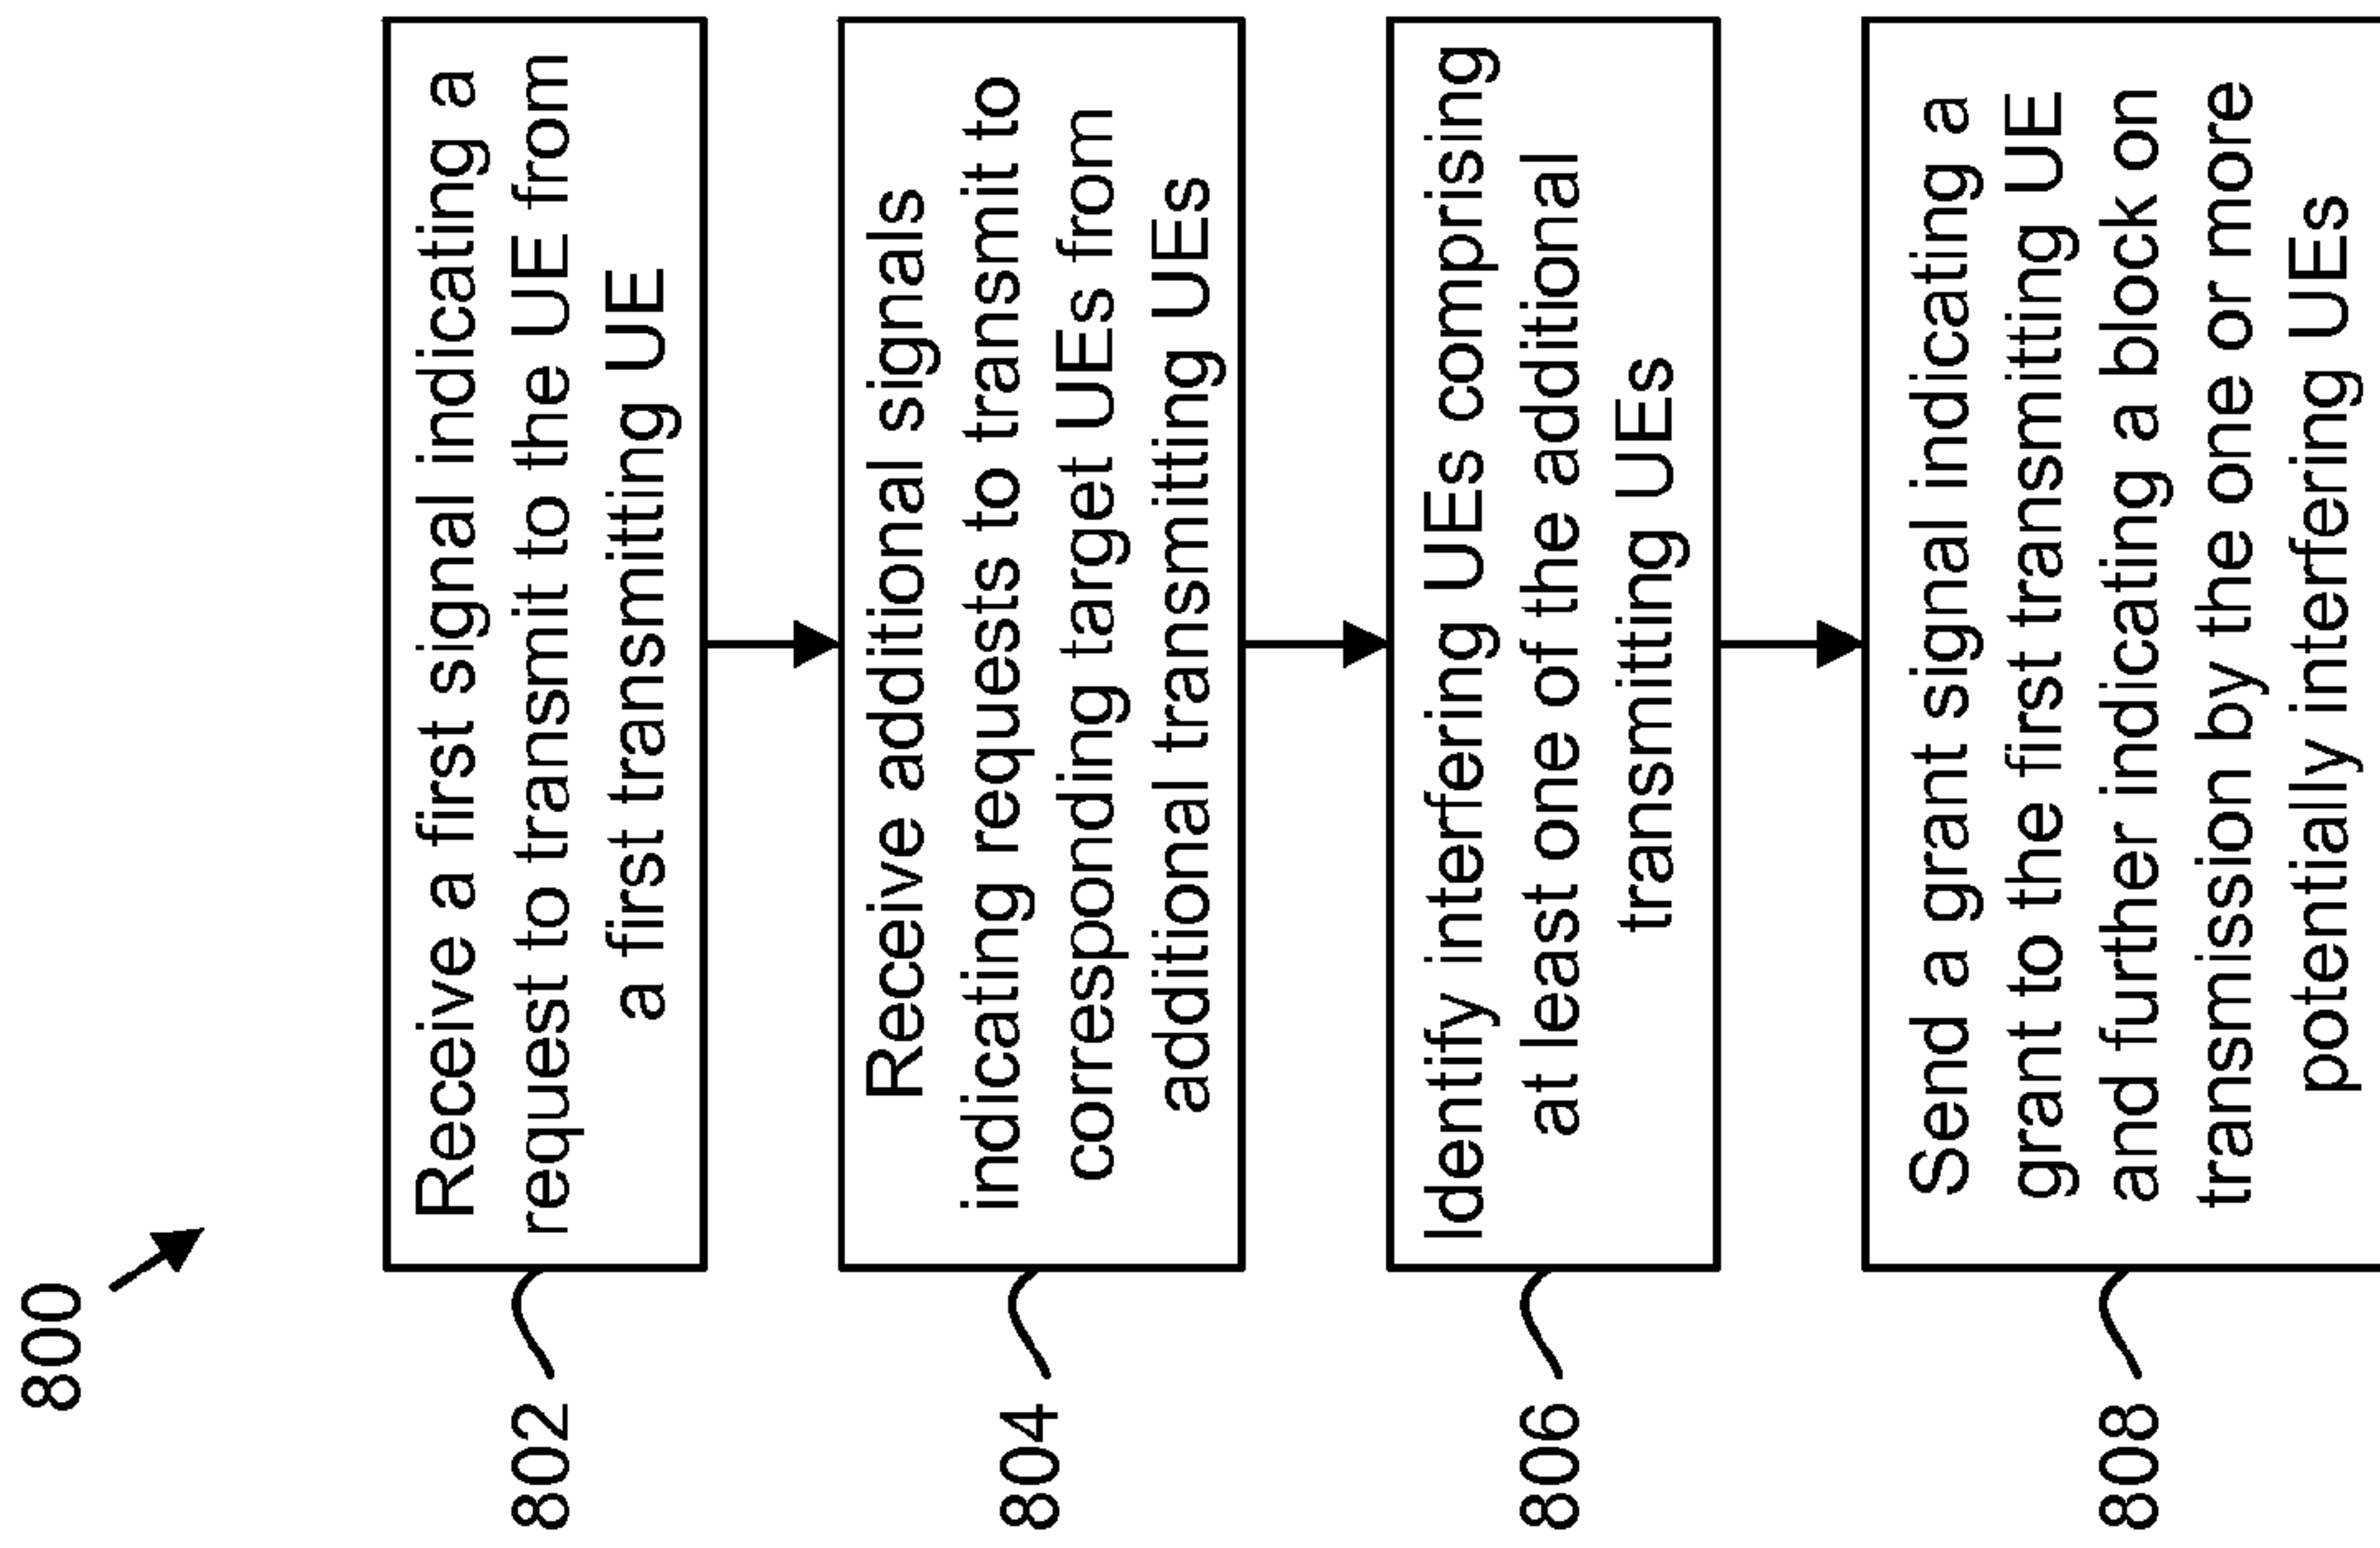 800
802
Receive a first signal indicating a
request to transmit to the UE from
a first transmitting UE
804
Receive additional signals
indicating requests to transmit to
corresponding target UEs from
additional transmitting UEs
806
Identify interfering UEs comprising
at least one of the additional
transmitting UEs
808
Send a grant signal indicating a
grant to the first transmitting UE
and further indicating a block on
transmission by the one or more
potentially interfering UEs